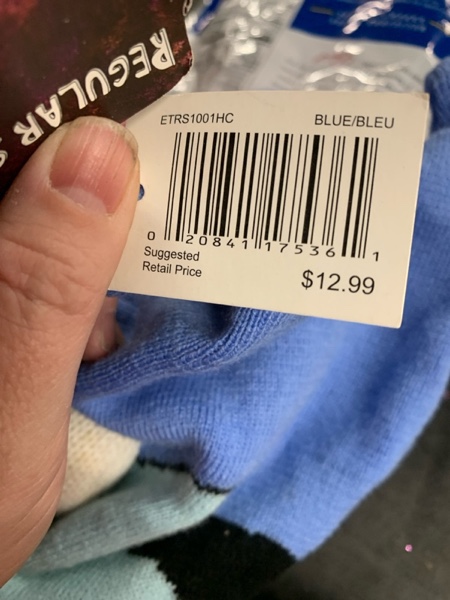 REGULAR
ETRS1001HC
BLUE/BLEU
0 20841 17536 1
Suggested
Retail Price
$12.99